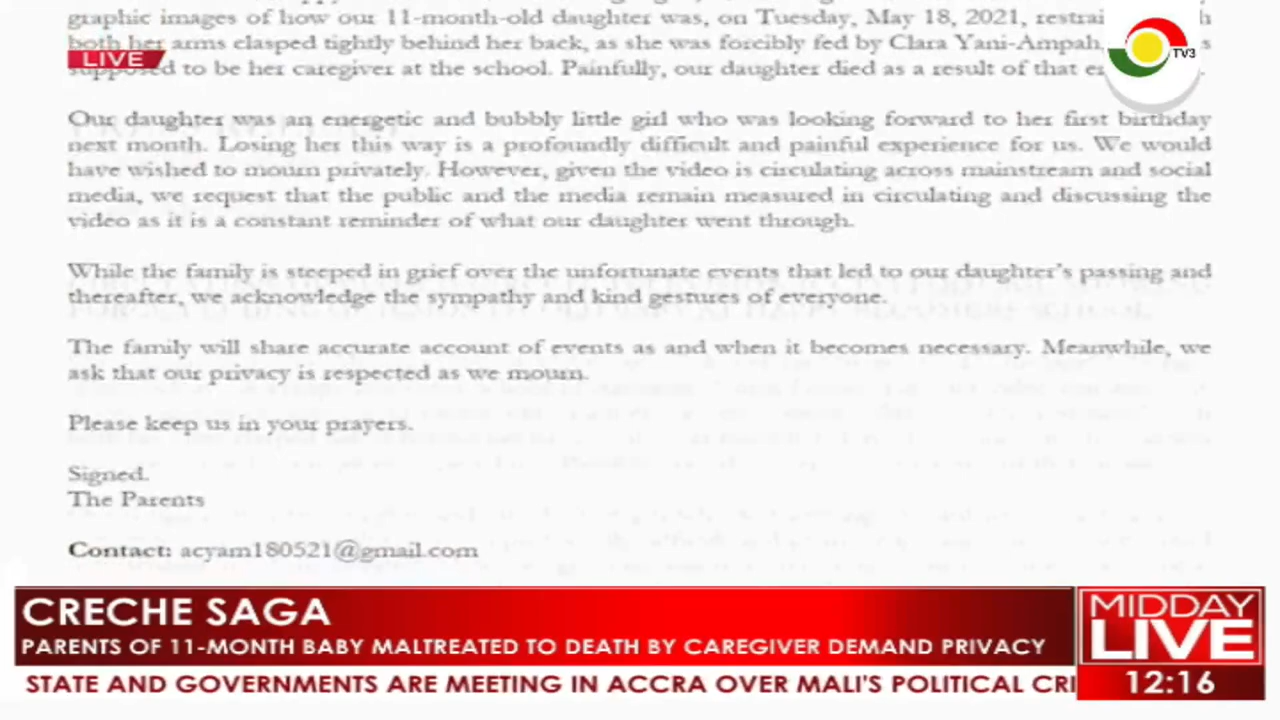 graphic images of how our 11-month-old daughter was, on Tuesday, May 18, 2021,
both her arms clasped tightly behind her back, as she was forcibly fed by Clara Yani-Ampah,
LIVE
TV3
supposed to be her caregiver at the school. Painfully, our daughter died as a result of that
Our daughter was an energetic and bubbly little girl who was looking forward to her first birthday
next month. Losing her this way is a profoundly difficult and painful experience for us. We would
have wished to mourn privately. However, given the video is circulating across mainstream and social
media, we request that the public and the media remain measured in circulating and discussing the
video as it is a constant reminder of what our daughter went through.
While the family is steeped in grief over the unfortunate events that led to our daughter's passing and
thereafter, we acknowledge the sympathy and kind gestures of everyone.
The family will share accurate account of events as and when it becomes necessary. Meanwhile, we
ask that our privacy is respected as we mourn.
Please keep us in your prayers.
Signed.
The Parents
Contact: acyam180521@gmail.com
CRECHE SAGA
PARENTS OF 11-MONTH BABY MALTREATED TO DEATH BY CAREGIVER DEMAND PRIVACY
MIDDAY
LIVE
STATE AND GOVERNMENTS ARE MEETING IN ACCRA OVER MALI'S POLITICAL CRI
12:16